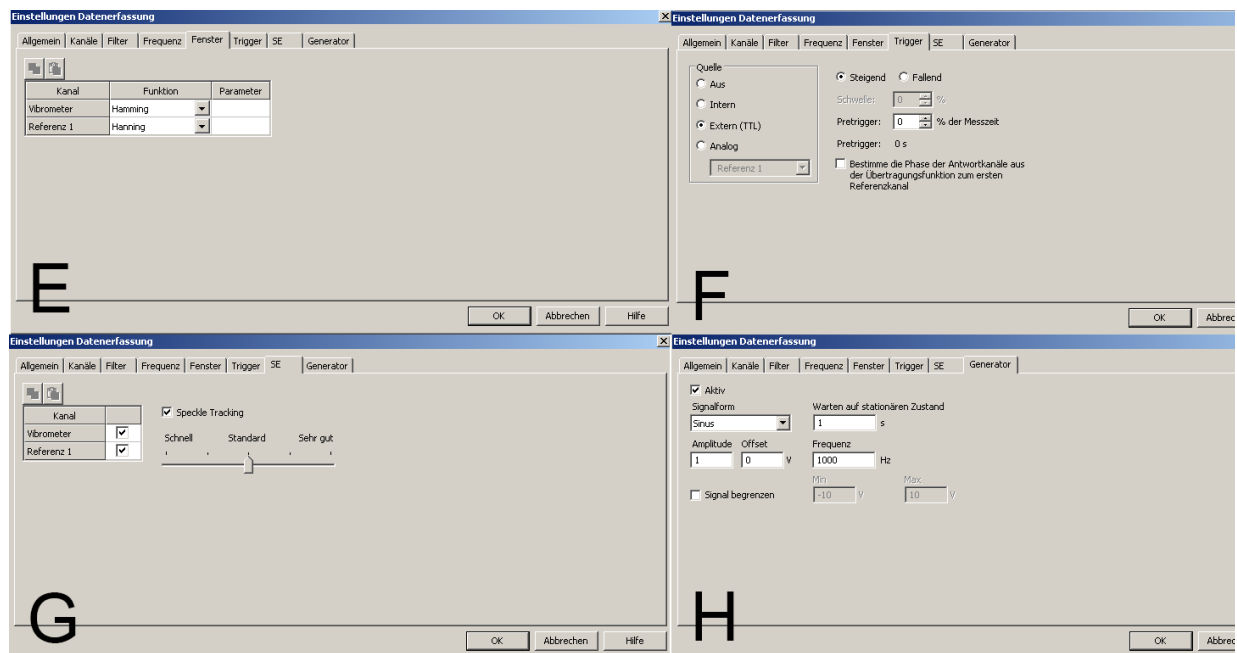 Einstellungen Datenerfassung
Allgemein Kanäle Filter Frequenz Fenster Trigger SE Generator
Kanal Funktion Parameter
Vibrometer Hamming
Referenz 1 Hanning
E
OK Abbrechen Hilfe
Einstellungen Datenerfassung
Allgemein Kanäle Filter Frequenz Fenster Trigger SE Generator
Quelle
Aus
Intern
Extern (TTL)
Analog
Referenz 1
Steigend Fallend
Schwelle: 0 %
Pretrigger: 0 % der Messzeit
Pretrigger: 0 s
Bestimme die Phase der Antwortkanäle aus
der Übertragungsfunktion zum ersten
Referenzkanal
F
OK Abbrec
Einstellungen Datenerfassung
Allgemein Kanäle Filter Frequenz Fenster Trigger SE Generator
Kanal
Vibrometer
Referenz 1
Speckle Tracking
Schnell Standard Sehr gut
G
OK Abbrechen Hilfe
Einstellungen Datenerfassung
Allgemein Kanäle Filter Frequenz Fenster Trigger SE Generator
Aktiv
Signalform Warten auf stationären Zustand
Sinus 1 s
Amplitude Offset Frequenz
1 0 V 1000 Hz
Min Max
Signal begrenzen -10 V 10 V
H
OK Abbrec